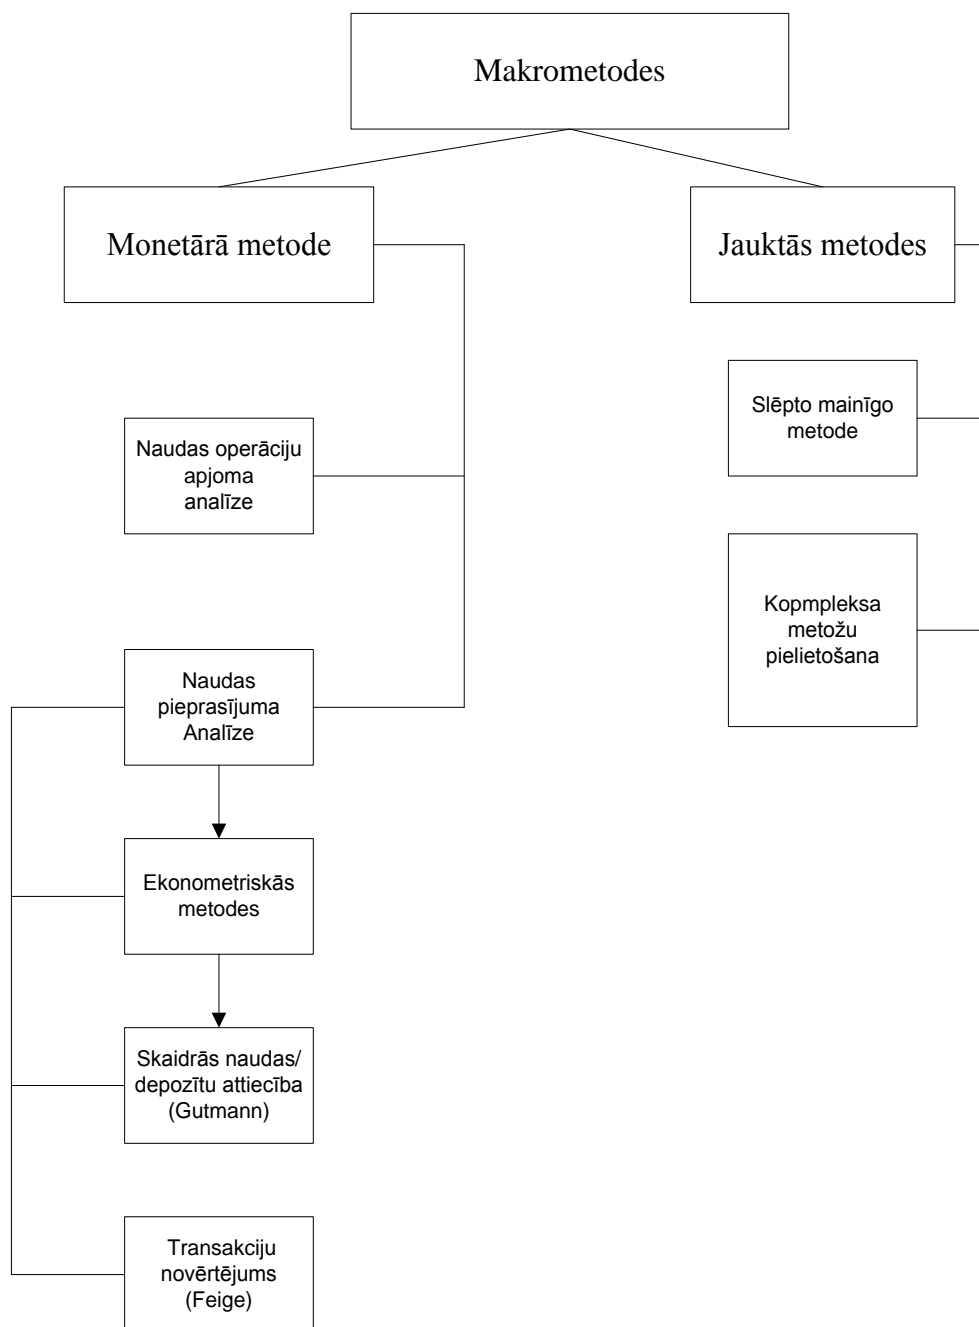 Makrometodes
Monetārā metode
Jauktās metodes
Naudas operāciju
apjoma
analīze
Slēpto mainīgo
metode
Kopmpleksa
metožu
pielietošana
Naudas
pieprasījuma
Analīze
Ekonometriskās
metodes
Skaidrās naudas/
depozītu attiecība
(Gutmann)
Transakciju
novērtējums
(Feige)